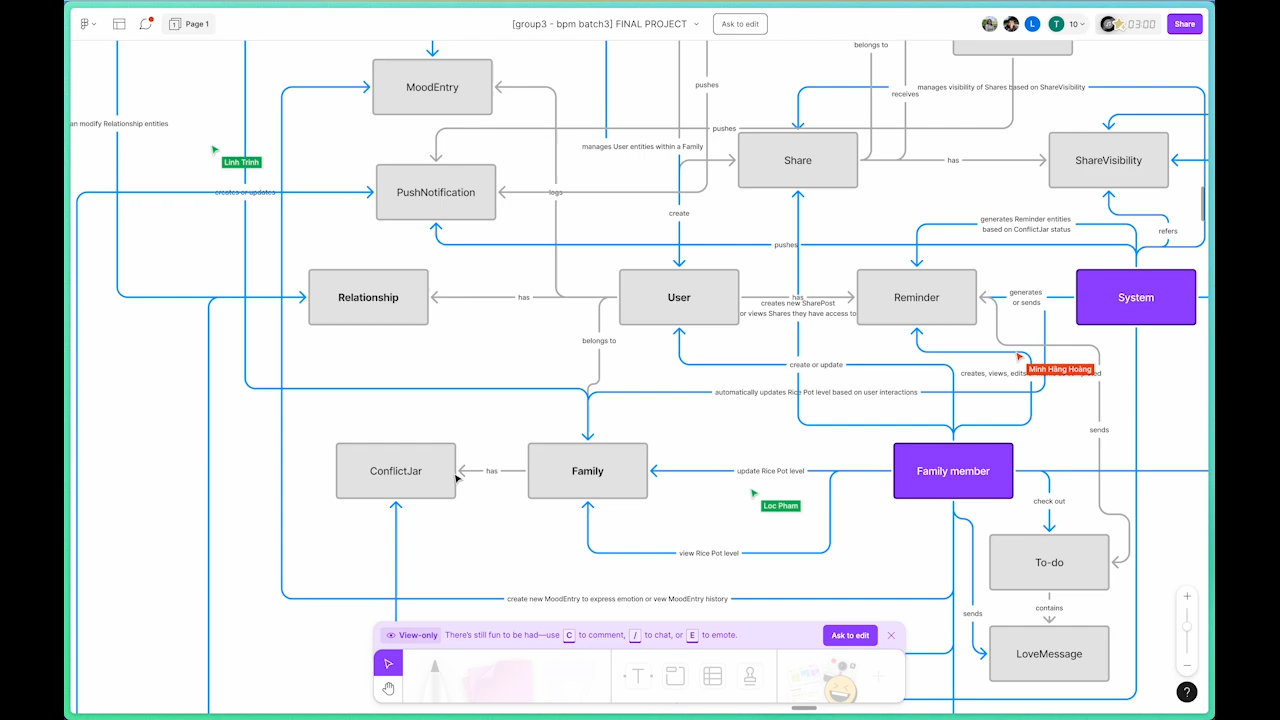 Page 1
[group3 - bpm batch3] FINAL PROJECT
Ask to edit
L
T
10
03:00
Share
belongs to
MoodEntry
pushes
receives
manages visibility of Shares based on ShareVisibility
an modify Relationship entities
pushes
manages User entities within a Family
Linh Trinh
Share
has
ShareVisibility
PushNotification
creates or updates
logs
create
generates Reminder entities
based on ConflictJar status
refers
pushes
Relationship
has
User
has
creates new SharePost
or views Shares they have access to
Reminder
generates
or sends
System
belongs to
create or update
creates, views, edits
Minh Hằng Hoàng
automatically updates Rice Pot level based on user interactions
sends
ConflictJar
has
Family
update Rice Pot level
Family member
Loc Pham
check out
view Rice Pot level
To-do
create new MoodEntry to express emotion or vew MoodEntry history
contains
sends
LoveMessage
View-only
There's still fun to be had—use C to comment, / to chat, or E to emote.
Ask to edit
T
?